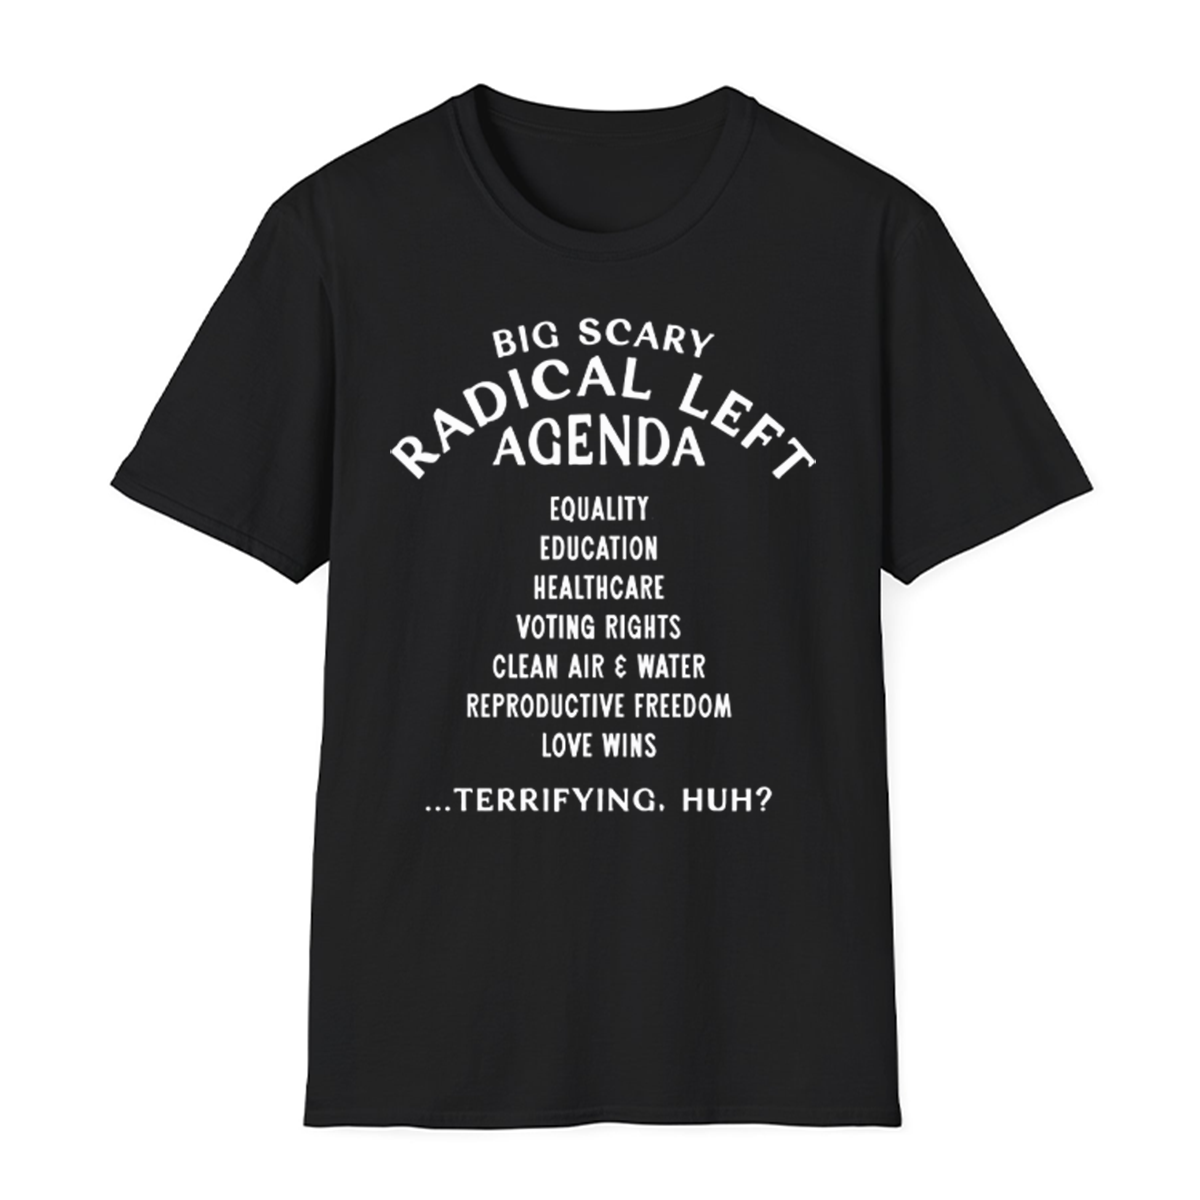 BIG SCARY
RADICAL LEFT
AGENDA
EQUALITY
EDUCATION
HEALTHCARE
VOTING RIGHTS
CLEAN AIR & WATER
REPRODUCTIVE FREEDOM
LOVE WINS
...TERRIFYING, HUH?